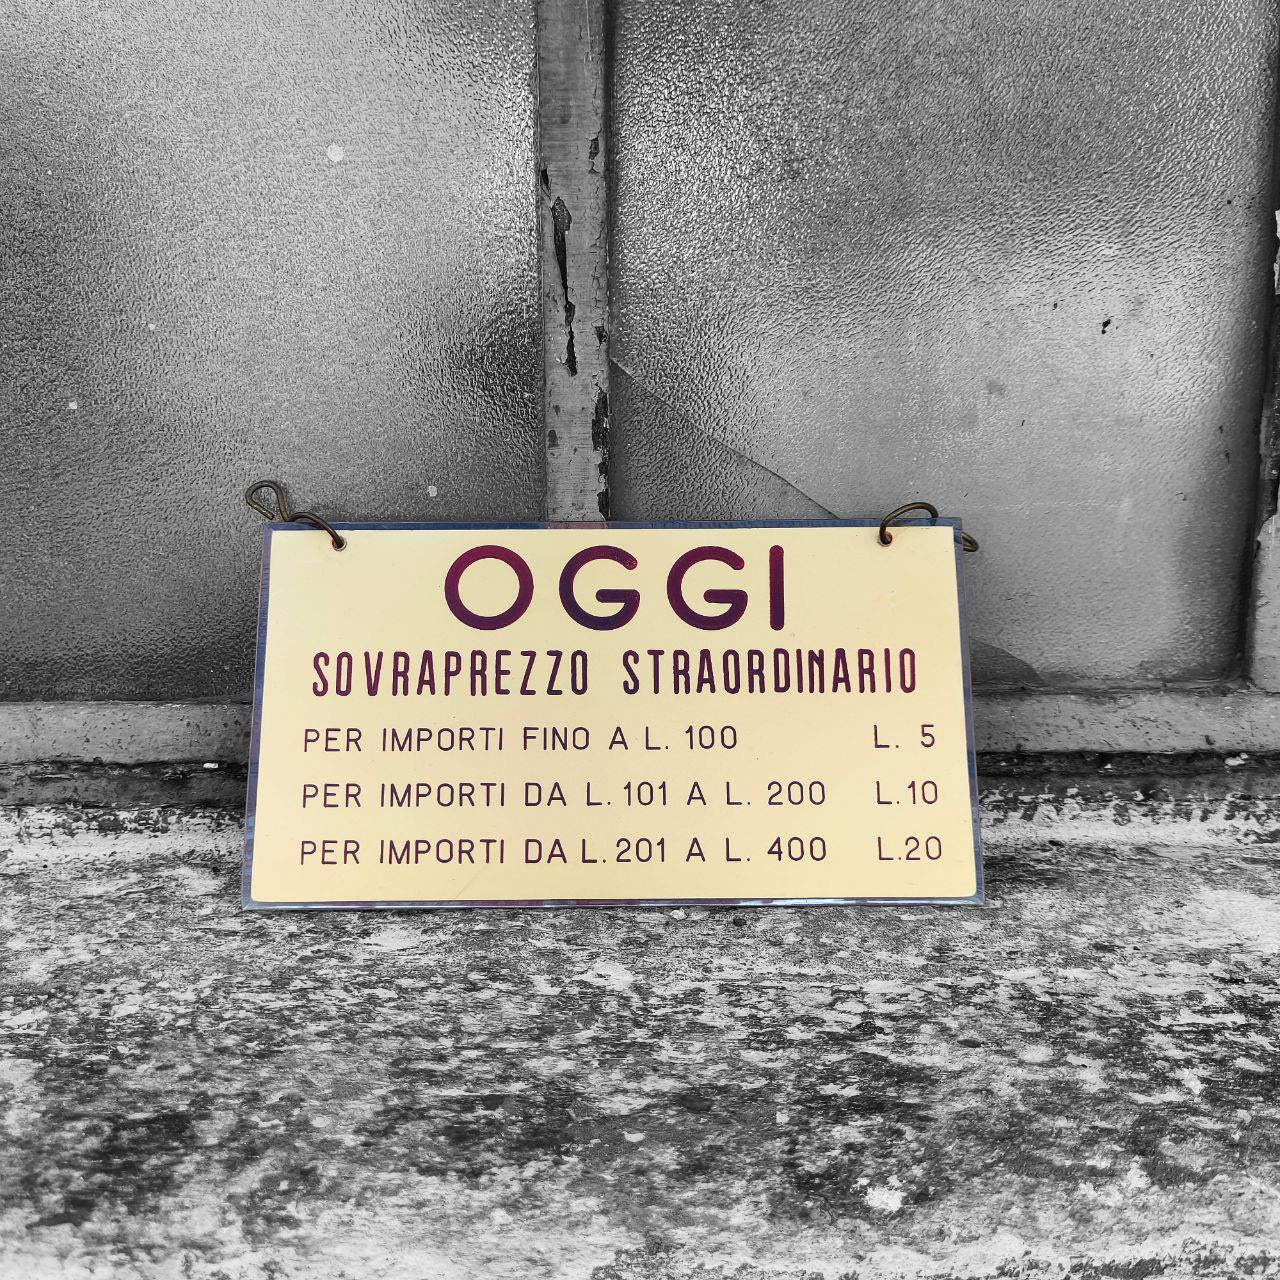 OGGI
SOVRAPREZZO STRAORDINARIO
PER IMPORTI FINO A L. 100 L. 5
PER IMPORTI DA L. 101 A L. 200 L. 10
PER IMPORTI DA L. 201 A L. 400 L. 20